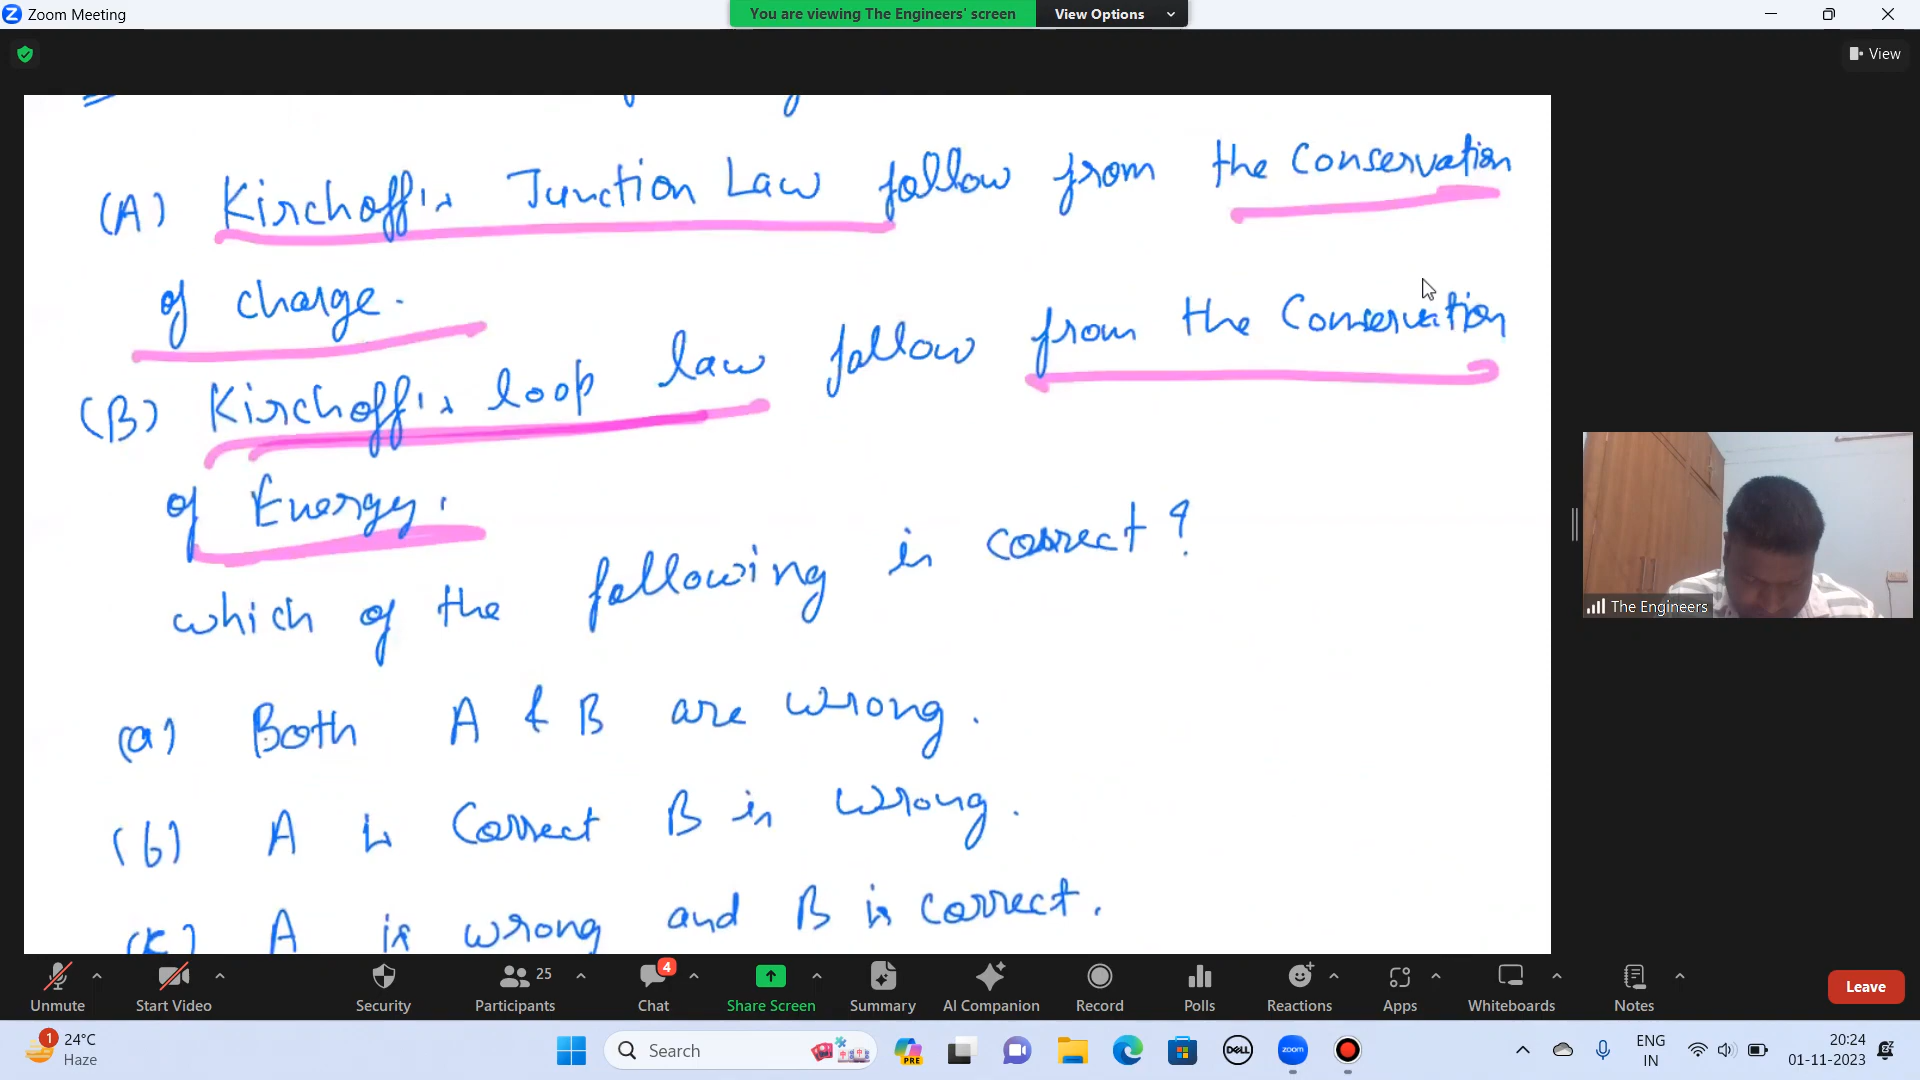 Zoom Meeting
You are viewing The Engineers' screen
View Options
View
(A) Kirchoff's Junction Law follow from the Conservation
of charge.
(B) Kirchoff's loop law follow from the Conservation
of Energy.
which of the following is correct?
(a) Both A & B are wrong.
(b) A is Correct B is wrong.
(c) A is wrong and B is correct.
The Engineers
Unmute
Start Video
Security
Participants 25
Chat 4
Share Screen
Summary
AI Companion
Record
Polls
Reactions
Apps
Whiteboards
Notes
Leave
1
24°C
Haze
Search
PRE
DELL
zoom
ENG
IN
20:24
01-11-2023